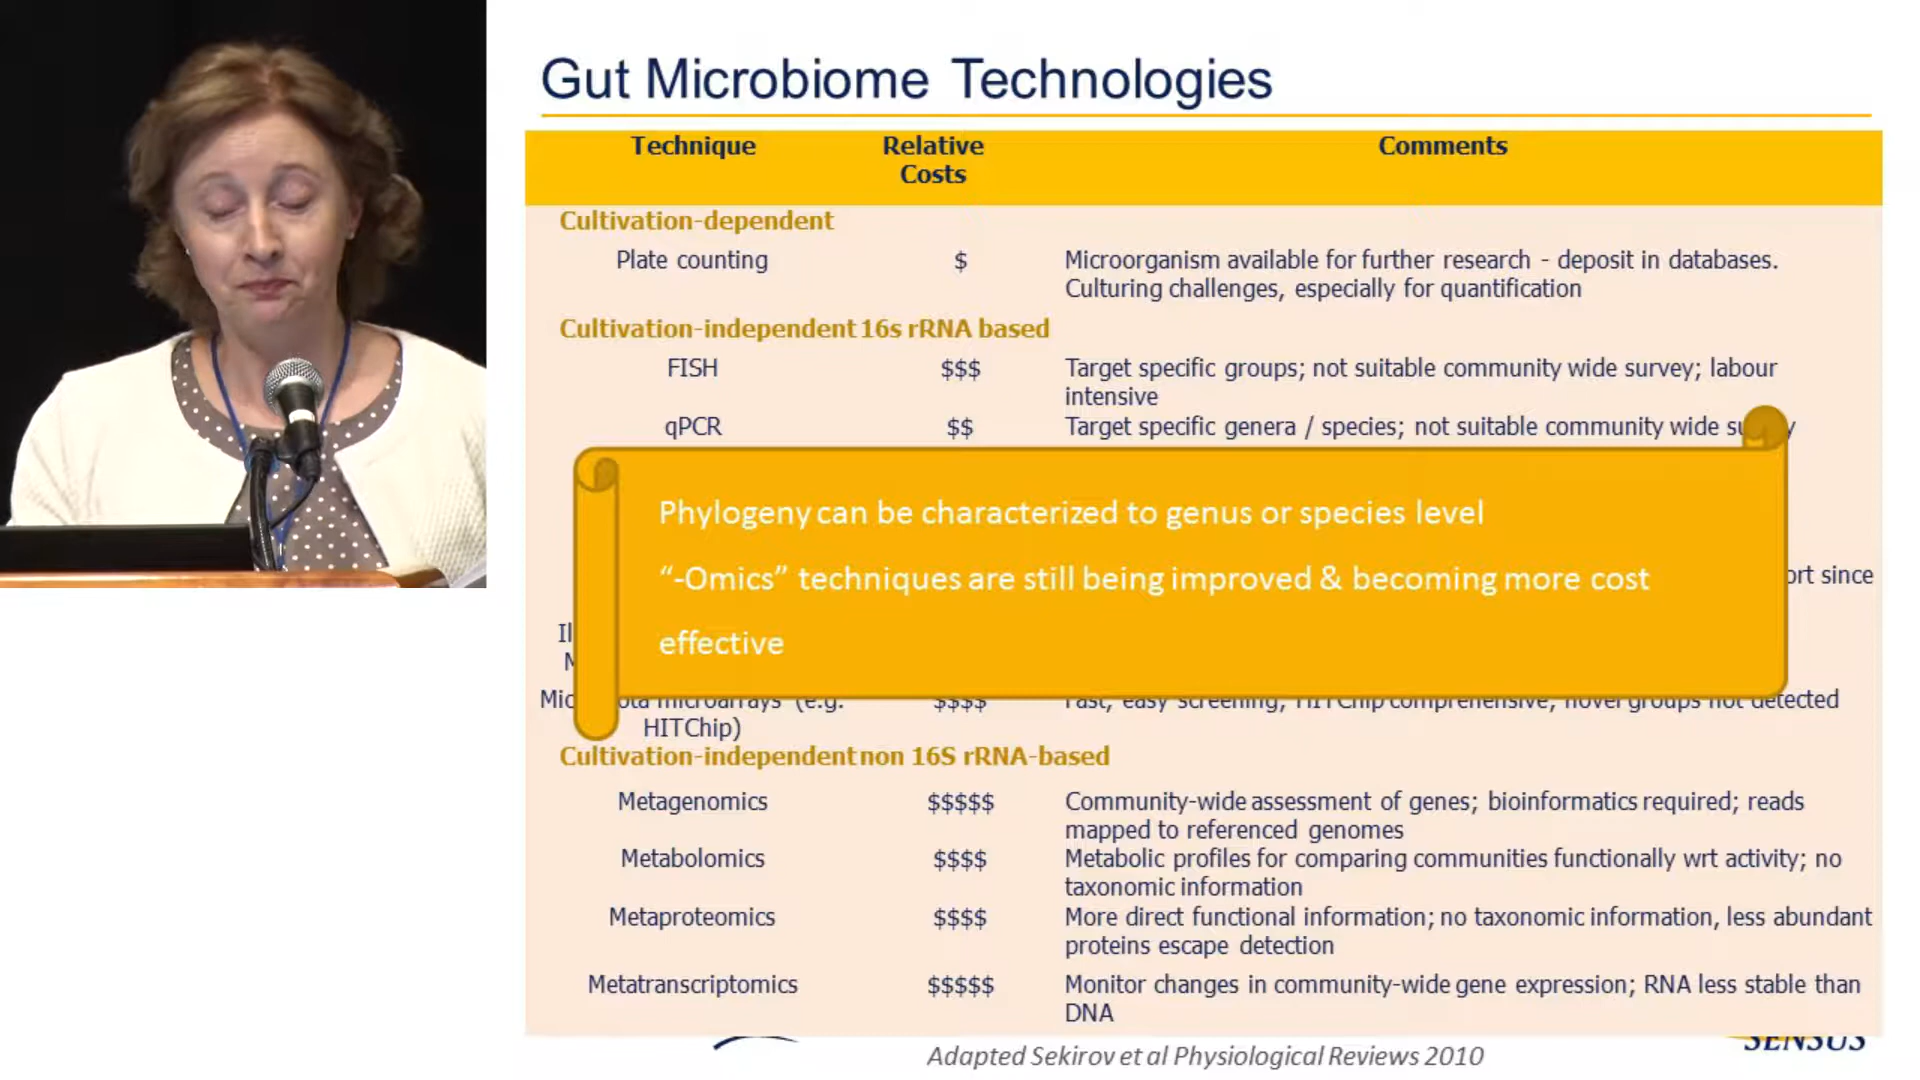 Gut Microbiome Technologies
Technique
Relative
Costs
Comments
Cultivation-dependent
Plate counting
$
Microorganism available for further research - deposit in databases.
Culturing challenges, especially for quantification
Cultivation-independent 16s rRNA based
FISH
$$$
Target specific groups; not suitable community wide survey; labour
intensive
qPCR
$$
Target specific genera / species; not suitable community wide
Phylogeny can be characterized to genus or species level
“-Omics” techniques are still being improved & becoming more cost
effective
since
microarrays (e.g.
HITChip)
$$$$
Fast, easy screening; HITChip comprehensive; novel groups not detected
Cultivation-independent non 16S rRNA-based
Metagenomics
$$$$$
Community-wide assessment of genes; bioinformatics required; reads
mapped to referenced genomes
Metabolomics
$$$$
Metabolic profiles for comparing communities functionally wrt activity; no
taxonomic information
Metaproteomics
$$$$
More direct functional information; no taxonomic information, less abundant
proteins escape detection
Metatranscriptomics
$$$$$
Monitor changes in community-wide gene expression; RNA less stable than
DNA
SENSUS
Adapted Sekirov et al Physiological Reviews 2010